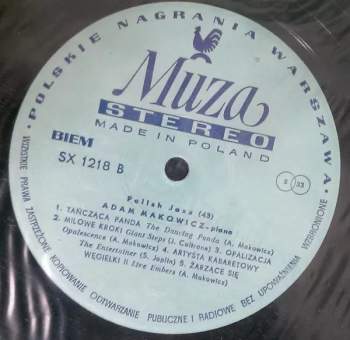 · POLSKIE NAGRANIA WARSZAWA ·
Muza
STEREO
MADE IN POLAND
BIEM
SX 1218 B
2 33
Polish Jazz (43)
ADAM MAKOWICZ - piano
1. TAŃCZĄCA PANDA The Dancing Panda (A. Makowicz)
2. MILOWE KROKI Giant Steps (J. Coltrane) 3. OPALIZACJA
Opalescence (A. Makowicz) 4. ARTYSTA KABARETOWY
The Entertainer (S. Joplin) 5. ŻARZĄCE SIĘ
WĘGIELKI II Live Embers (A. Makowicz)
WSZELKIE PRAWA ZASTRZEŻONE · KOPIOWANIE ODTWARZANIE PUBLICZNE I RADIOWE BEZ UPOWAŻNIENIA WZBRONIONE